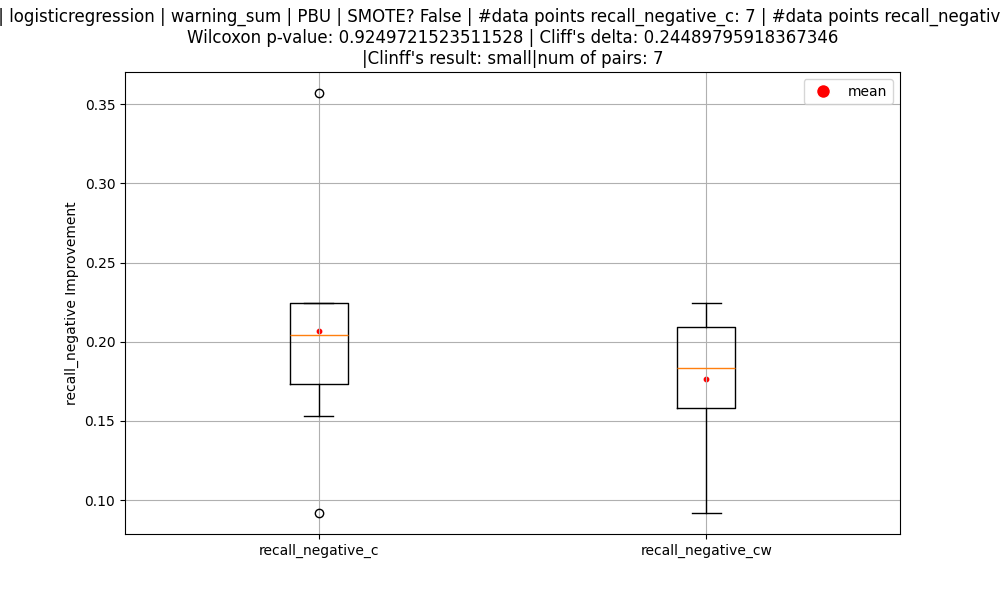 | logisticregression | warning_sum | PBU | SMOTE? False | #data points recall_negative_c: 7 | #data points
Wilcoxon p-value: 0.9249721523511528 | Cliff's delta: 0.24489795918367346
|Clinff's result: small|num of pairs: 7
mean
0.35
0.30
0.25
0.20
0.15
0.10
recall_negative Improvement
recall_negative_c
recall_negative_cw